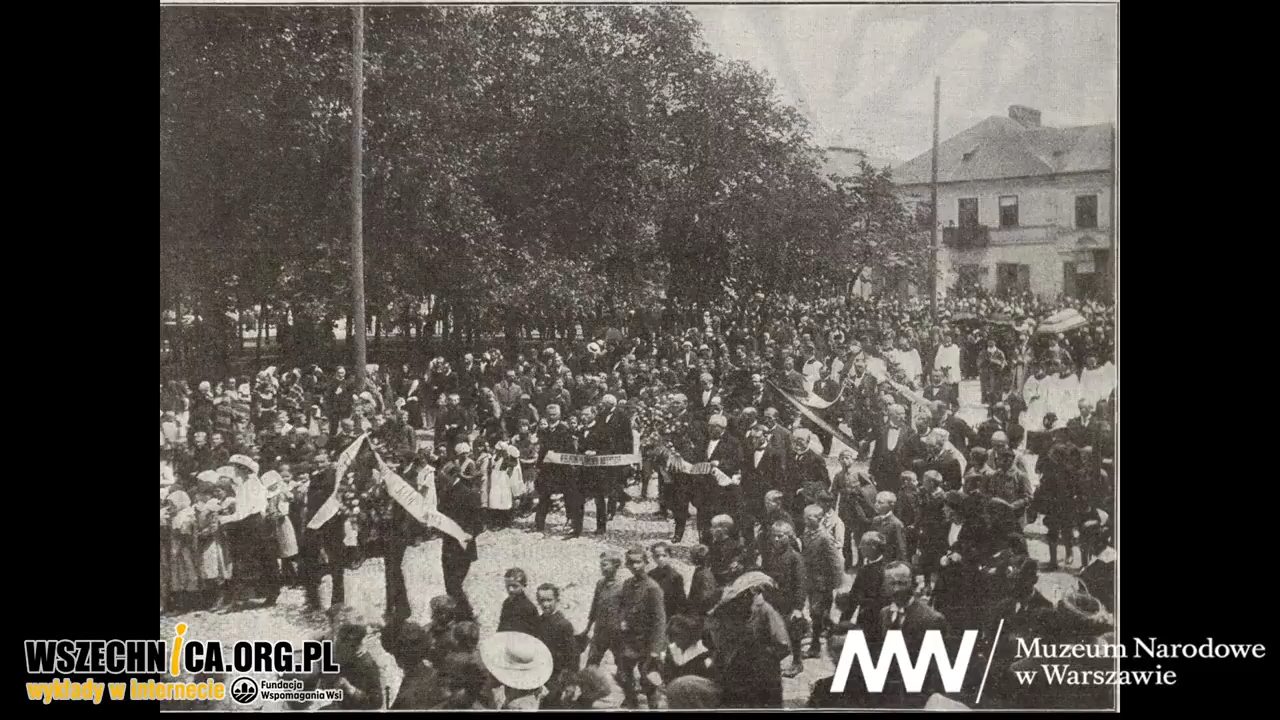 WSZECHNiCA.ORG.PL
wykłady w internecie
Fundacja
Wspomagania Wsi
Muzeum Narodowe
w Warszawie